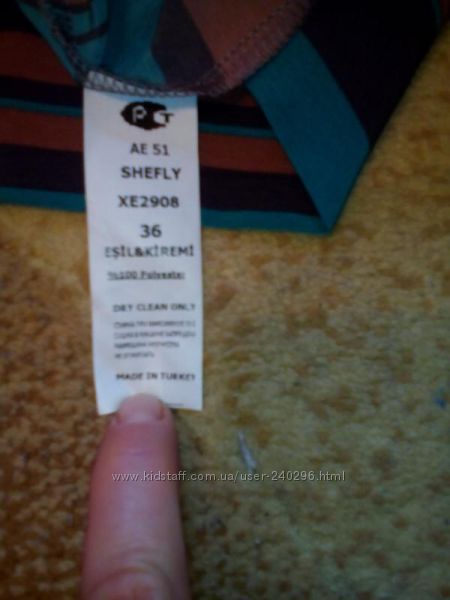 РСТ
AE 51
SHEFLY
XE2908
36
EŞİL&KİREMİ
%100 Polyester
DRY CLEAN ONLY
MADE IN TURKEY
www.kidstaff.com.ua/user-240296.html